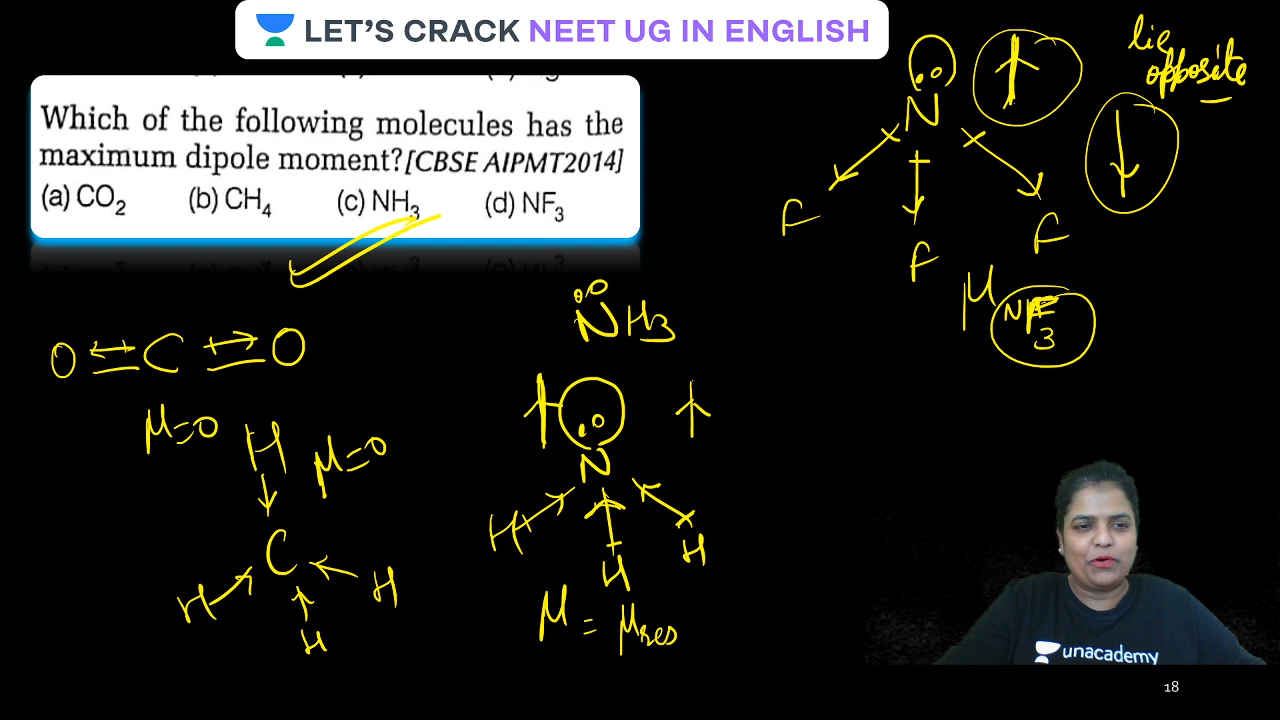 LET'S CRACK NEET UG IN ENGLISH
Which of the following molecules has the
maximum dipole moment?[CBSE AIPMT2014]
(a) CO₂ (b) CH₄ (c) NH₃ (d) NF₃
O C O
μ=0
H
μ=0
C
H H
H
NH₃
N
H H
H
μ = μres
N
F F
F
μ NF₃
lie
opposite
unacademy
18